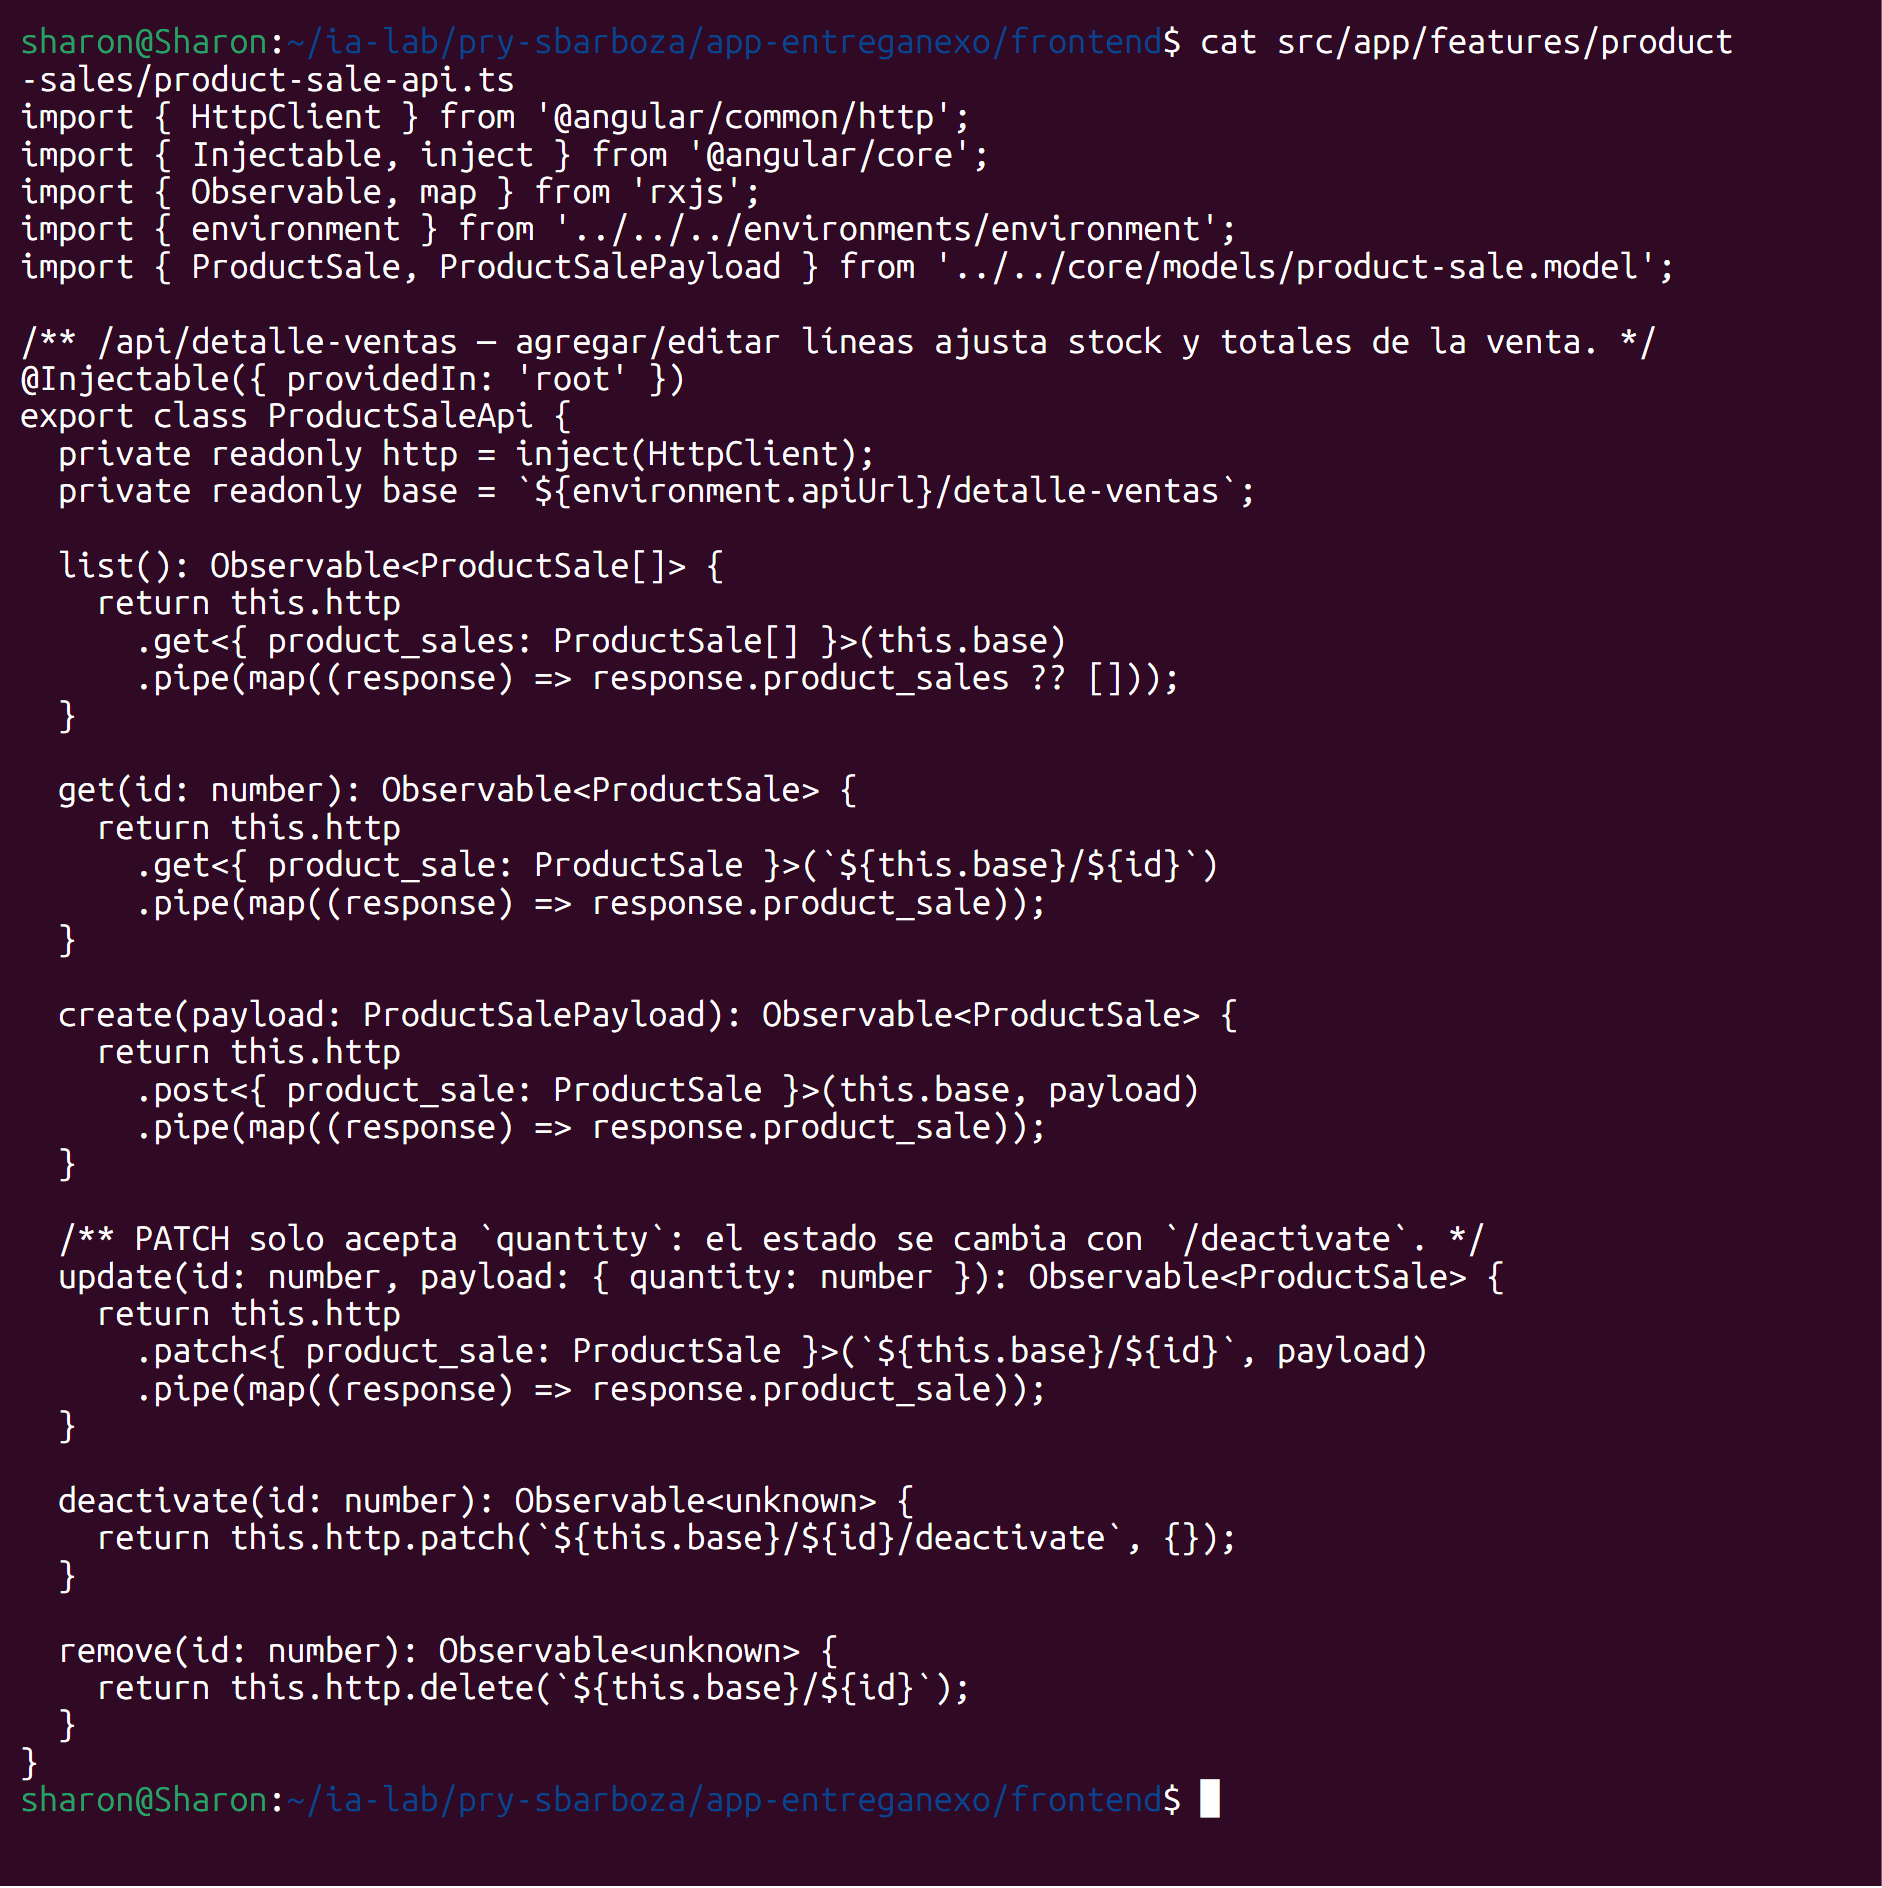 sharon@Sharon:~/ia-lab/pry-sbarboza/app-entreganexo/frontend$ cat src/app/features/product
-sales/product-sale-api.ts
import { HttpClient } from '@angular/common/http';
import { Injectable, inject } from '@angular/core';
import { Observable, map } from 'rxjs';
import { environment } from '../../../environments/environment';
import { ProductSale, ProductSalePayload } from '../../core/models/product-sale.model';

/** /api/detalle-ventas — agregar/editar líneas ajusta stock y totales de la venta. */
@Injectable({ providedIn: 'root' })
export class ProductSaleApi {
  private readonly http = inject(HttpClient);
  private readonly base = `${environment.apiUrl}/detalle-ventas`;

  list(): Observable<ProductSale[]> {
    return this.http
      .get<{ product_sales: ProductSale[] }>(this.base)
      .pipe(map((response) => response.product_sales ?? []));
  }

  get(id: number): Observable<ProductSale> {
    return this.http
      .get<{ product_sale: ProductSale }>(`${this.base}/${id}`)
      .pipe(map((response) => response.product_sale));
  }

  create(payload: ProductSalePayload): Observable<ProductSale> {
    return this.http
      .post<{ product_sale: ProductSale }>(this.base, payload)
      .pipe(map((response) => response.product_sale));
  }

  /** PATCH solo acepta `quantity`: el estado se cambia con `/deactivate`. */
  update(id: number, payload: { quantity: number }): Observable<ProductSale> {
    return this.http
      .patch<{ product_sale: ProductSale }>(`${this.base}/${id}`, payload)
      .pipe(map((response) => response.product_sale));
  }

  deactivate(id: number): Observable<unknown> {
    return this.http.patch(`${this.base}/${id}/deactivate`, {});
  }

  remove(id: number): Observable<unknown> {
    return this.http.delete(`${this.base}/${id}`);
  }
}
sharon@Sharon:~/ia-lab/pry-sbarboza/app-entreganexo/frontend$